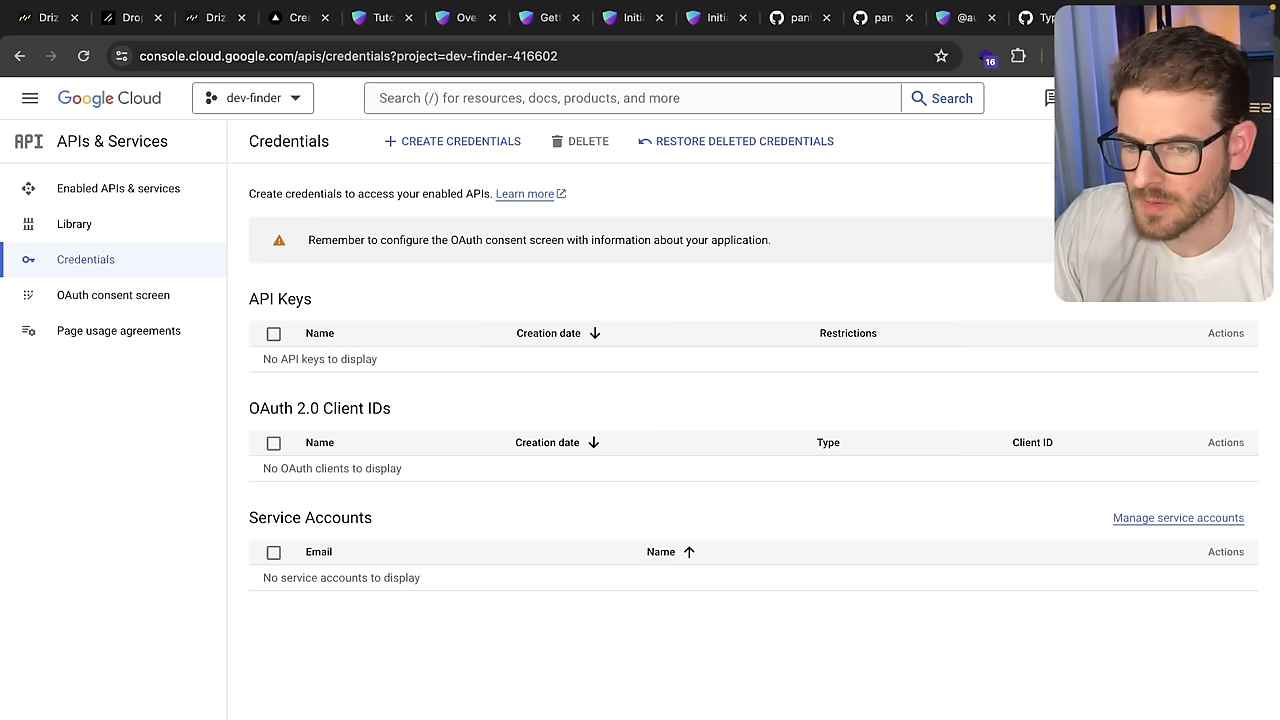 Driz
Drop
Driz
Crea
Tuto
Ove
Gett
Initia
Initia
pan
pan
@au
Typ
console.cloud.google.com/apis/credentials?project=dev-finder-416602
16
Google Cloud
dev-finder
Search (/) for resources, docs, products, and more
Search
API APIs & Services
Credentials
CREATE CREDENTIALS
DELETE
RESTORE DELETED CREDENTIALS
Enabled APIs & services
Library
Credentials
OAuth consent screen
Page usage agreements
Create credentials to access your enabled APIs. Learn more
Remember to configure the OAuth consent screen with information about your application.
API Keys
Name Creation date Restrictions Actions
No API keys to display
OAuth 2.0 Client IDs
Name Creation date Type Client ID Actions
No OAuth clients to display
Service Accounts
Manage service accounts
Email Name Actions
No service accounts to display